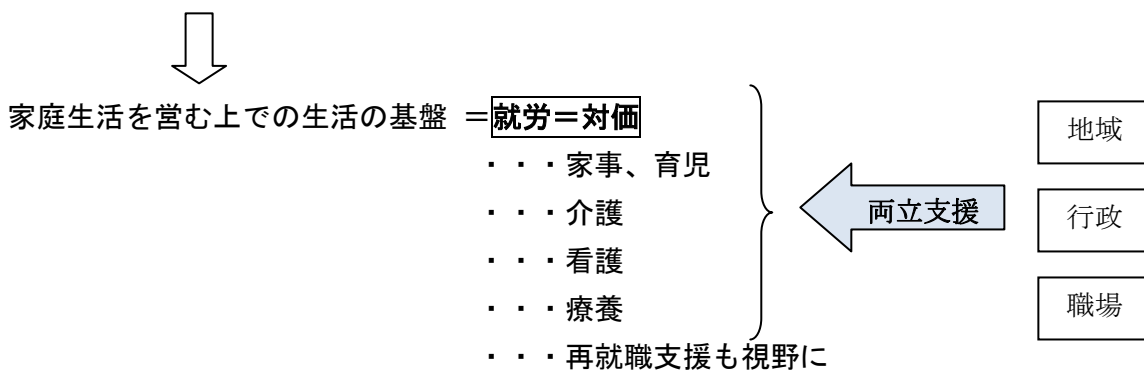 家庭生活を営む上での生活の基盤 ＝就労＝対価
・・・家事、育児
・・・介護
・・・看護
・・・療養
・・・再就職支援も視野に
両立支援
地域
行政
職場